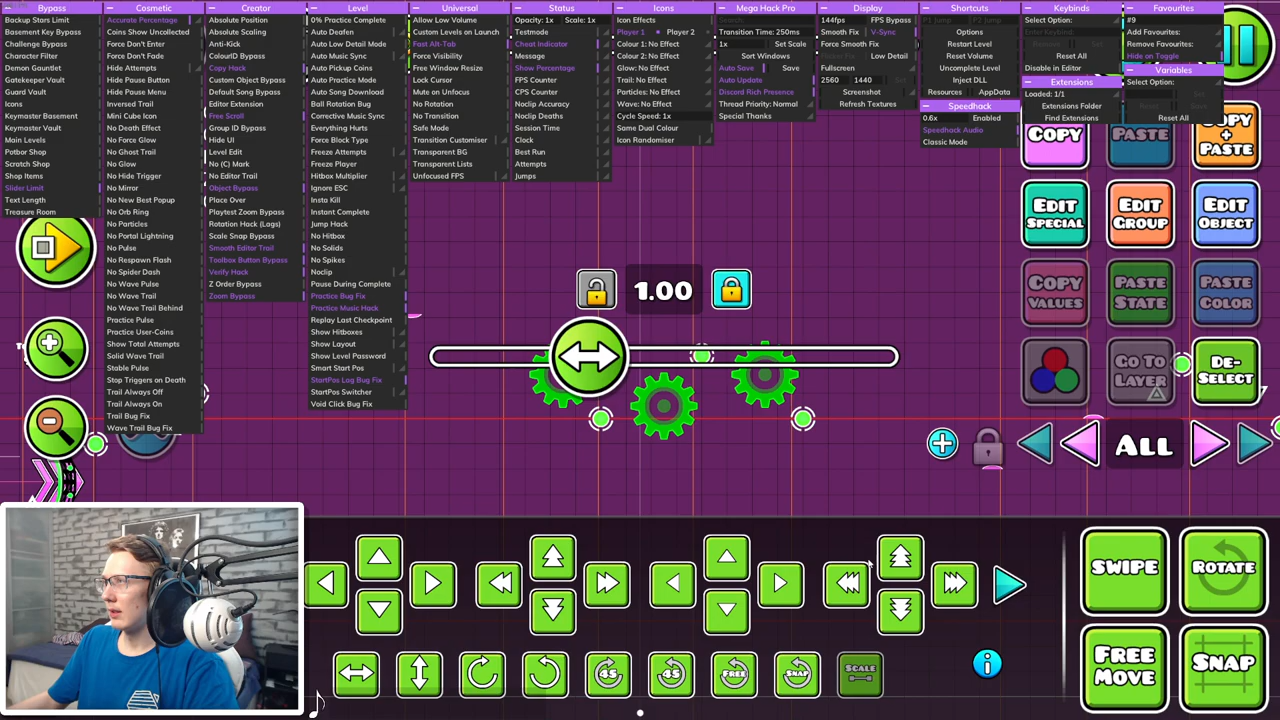 Bypass
Backup Stars Limit
Basement Key Bypass
Challenge Bypass
Character Filter
Demon Gauntlet
Gatekeeper Vault
Guard Vault
Icons
Keymaster Basement
Keymaster Vault
Main Levels
Potbor Shop
Scratch Shop
Shop Items
Slider Limit
Text Length
Treasure Room
Cosmetic
Accurate Percentage
Coins Show Uncollected
Force Don't Enter
Force Don't Fade
Hide Attempts
Hide Pause Button
Hide Pause Menu
Inversed Trail
Mini Cube Icon
No Death Effect
No Force Glow
No Ghost Trail
No Glow
No Hide Trigger
No Mirror
No New Best Popup
No Orb Ring
No Particles
No Portal Lightning
No Pulse
No Respawn Flash
No Spider Dash
No Wave Pulse
No Wave Trail
No Wave Trail Behind
Practice Pulse
Practice User-Coins
Show Total Attempts
Solid Wave Trail
Stable Pulse
Stop Triggers on Death
Trail Always Off
Trail Always On
Trail Bug Fix
Wave Trail Bug Fix
Creator
Absolute Position
Absolute Scaling
Anti-Kick
ColourID Bypass
Copy Hack
Custom Object Bypass
Default Song Bypass
Editor Extension
Free Scroll
Group ID Bypass
Hide UI
Level Edit
No (C) Mark
No Editor Trail
Object Bypass
Place Over
Playtest Zoom Bypass
Rotation Hack (Lags)
Scale Snap Bypass
Smooth Editor Trail
Toolbox Button Bypass
Verify Hack
Z Order Bypass
Zoom Bypass
Level
0% Practice Complete
Auto Deafen
Auto Low Detail Mode
Auto Music Sync
Auto Pickup Coins
Auto Practice Mode
Auto Song Download
Ball Rotation Bug
Corrective Music Sync
Everything Hurts
Force Block Type
Freeze Attempts
Freeze Player
Hitbox Multiplier
Ignore ESC
Insta Kill
Instant Complete
Jump Hack
No Hitbox
No Solids
No Spikes
Noclip
Pause During Complete
Practice Bug Fix
Practice Music Hack
Replay Last Checkpoint
Show Hitboxes
Show Layout
Show Level Password
Smart Start Pos
StartPos Lag Bug Fix
StartPos Switcher
Void Click Bug Fix
Universal
Allow Low Volume
Custom Levels on Launch
Fast Alt-Tab
Force Visibility
Free Window Resize
Lock Cursor
Mute on Unfocus
No Rotation
No Transition
Safe Mode
Transition Customiser
Transparent BG
Transparent Lists
Unfocused FPS
Status
Opacity: 1x Scale: 1x
Testmode
Cheat Indicator
Message
Show Percentage
FPS Counter
CPS Counter
Noclip Accuracy
Noclip Deaths
Session Time
Clock
Best Run
Attempts
Jumps
Icon Effects
Player 1 Player 2
Colour 1: No Effect
Colour 2: No Effect
Glow: No Effect
Trail: No Effect
Particles: No Effect
Wave: No Effect
Cycle Speed: 1x
Same Dual Colour
Icon Randomiser
Mega Hack Pro
Search...
Transition Time: 250ms
1x Set Scale
Sort Windows
Auto Save Save
Auto Update
Discord Rich Presence
Thread Priority: Normal
Special Thanks
Display
144fps FPS Bypass
Smooth Fix V-Sync
Force Smooth Fix
Fullscreen Low Detail
2560 1440
Screenshot
Refresh Textures
Shortcuts
P1 Jump P2 Jump
Options
Restart Level
Reset Volume
Uncomplete Level
Inject DLL
Resources AppData
Speedhack
0.6x Enabled
Speedhack Audio
Classic Mode
Keybinds
Select Option:
Enter Keybind:
Remove Set
Reset All
Disable in Editor
Extensions
Loaded: 1/1
Extensions Folder
Find Extensions
Favourites
#9
Add Favourites:
Remove Favourites:
Hide on Toggle
Variables
Select Option:
Reset Set
Reset All
COPY
PASTE
COPY
+
PASTE
EDIT
SPECIAL
EDIT
GROUP
EDIT
OBJECT
1.00
COPY
VALUES
PASTE
STATE
PASTE
COLOR
GO TO
LAYER
DE-
SELECT
ALL
SWIPE
ROTATE
45
45
FREE
SNAP
SCALE
i
FREE
MOVE
SNAP